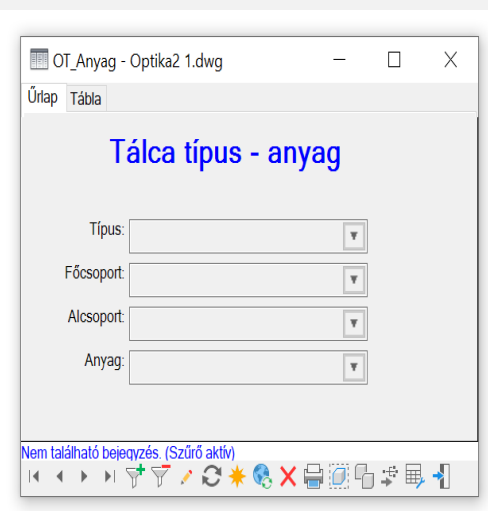 OT_Anyag - Optika2 1.dwg
Űrlap Tábla
Tálca típus - anyag
Típus:
Főcsoport:
Alcsoport:
Anyag:
Nem található bejegyzés. (Szűrő aktív)